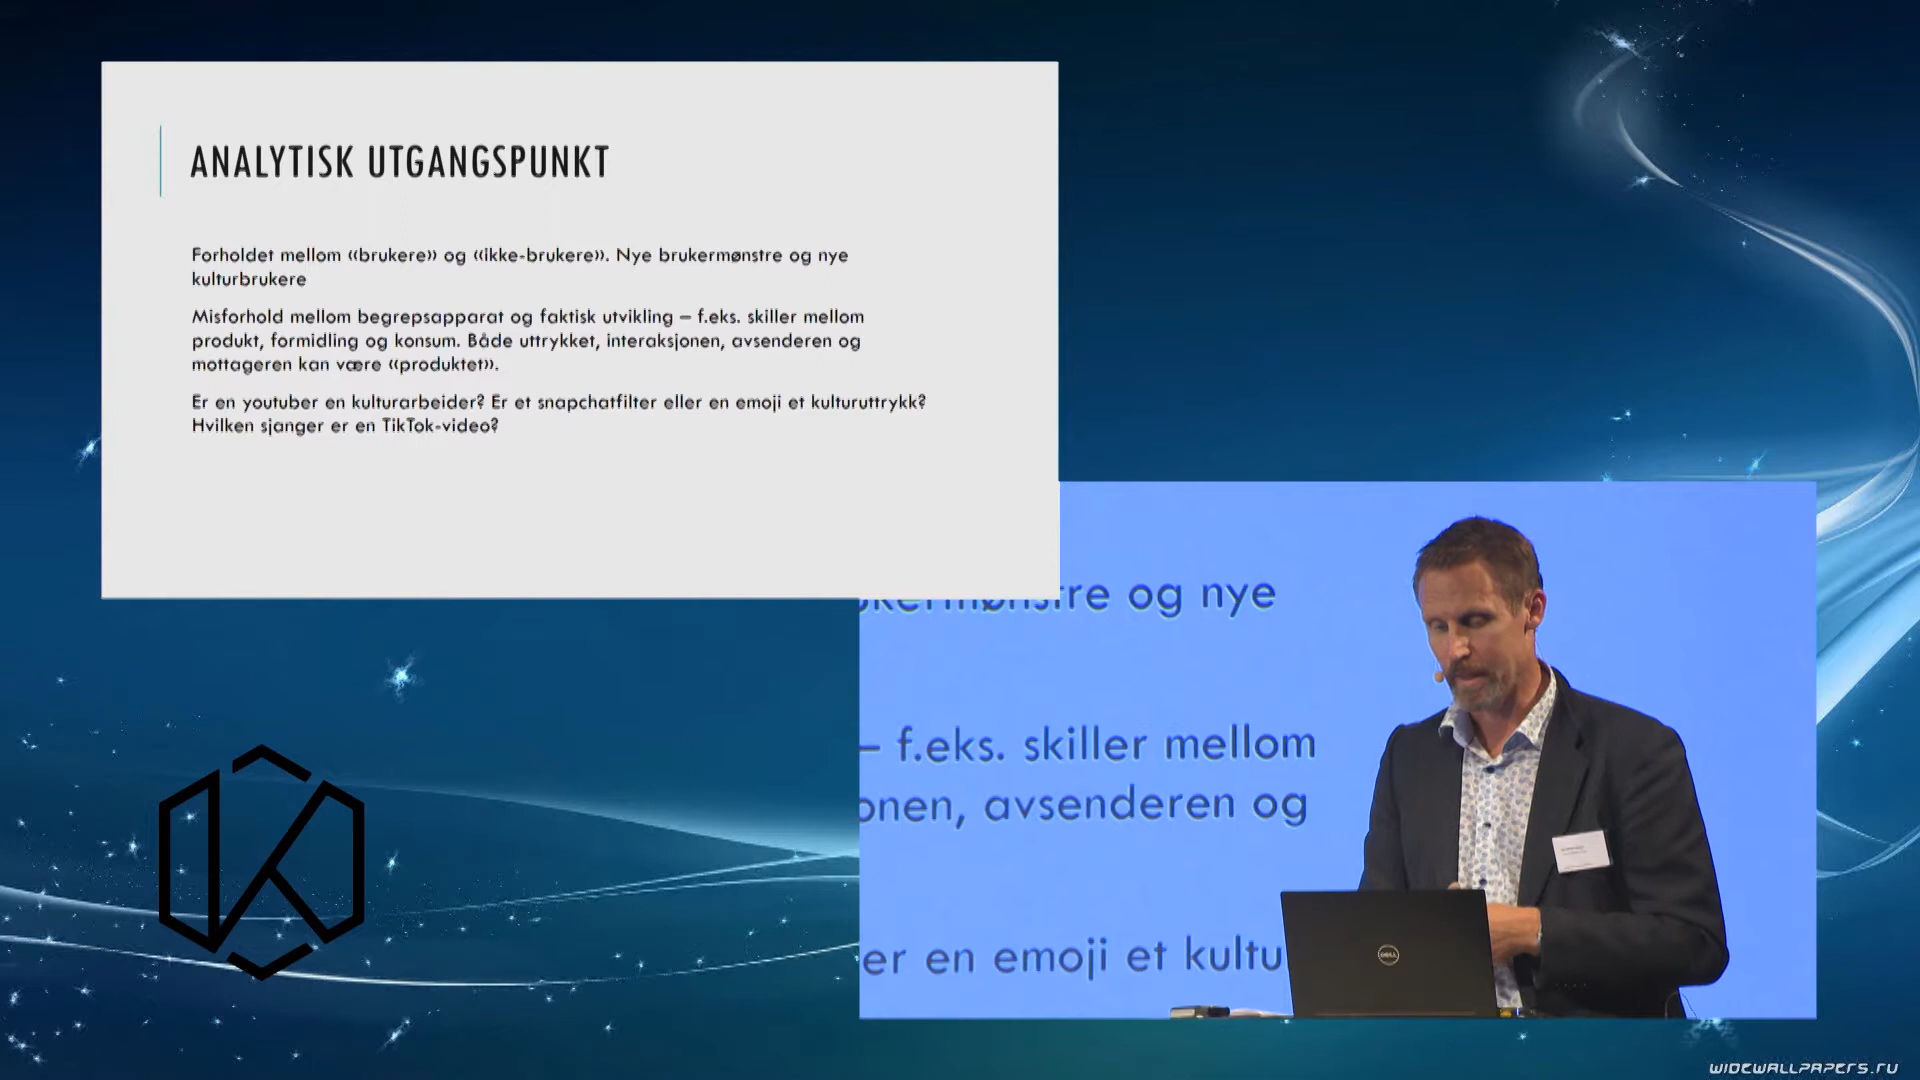 ANALYTISK UTGANGSPUNKT
Forholdet mellom «brukere» og «ikke-brukere». Nye brukermønstre og nye
kulturbrukere
Misforhold mellom begrepsapparat og faktisk utvikling – f.eks. skiller mellom
produkt, formidling og konsum. Både uttrykket, interaksjonen, avsenderen og
mottageren kan være «produktet».
Er en youtuber en kulturarbeider? Er et snapchatfilter eller en emoji et kulturuttrykk?
Hvilken sjanger er en TikTok-video?
re og nye
– f.eks. skiller mellom
onen, avsenderen og
er en emoji et kultu
DELL
WIDEWALLPAPERS.RU